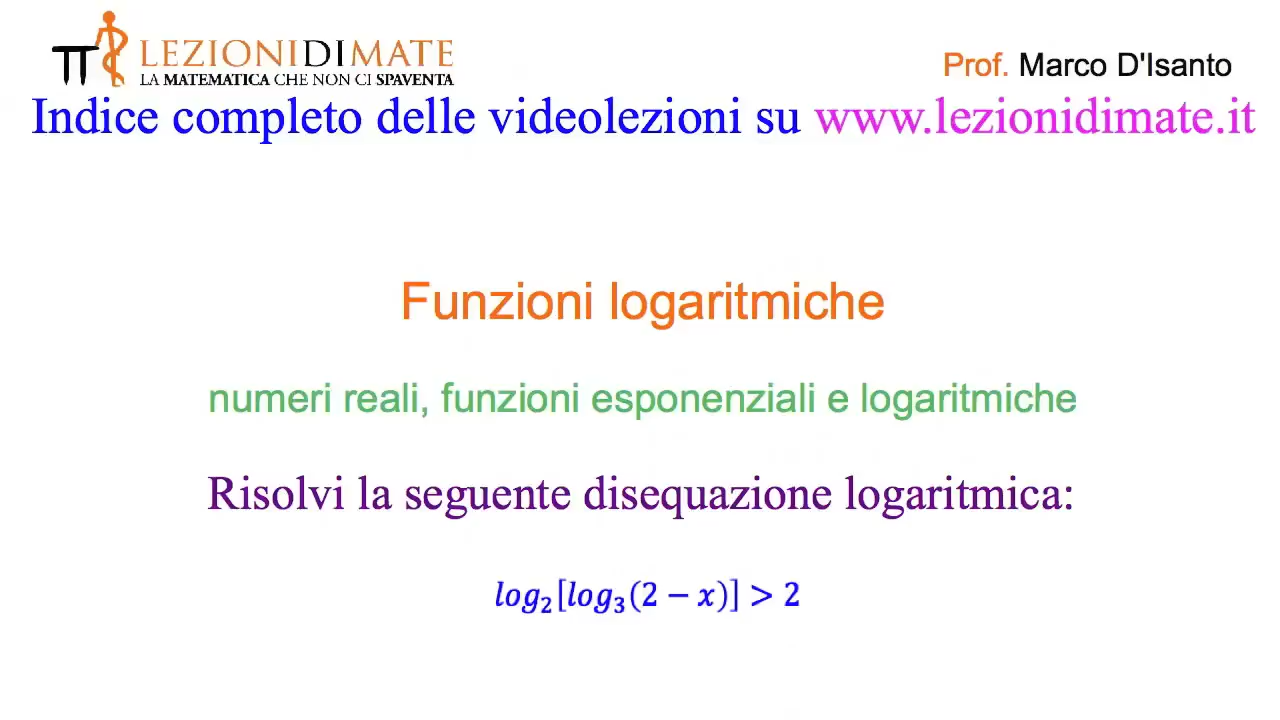 LEZIONIDIMATE
LA MATEMATICA CHE NON CI SPAVENTA
Prof. Marco D'Isanto
Indice completo delle videolezioni su www.lezionidimate.it
Funzioni logaritmiche
numeri reali, funzioni esponenziali e logaritmiche
Risolvi la seguente disequazione logaritmica:
log₂[log₃(2 − x)] > 2